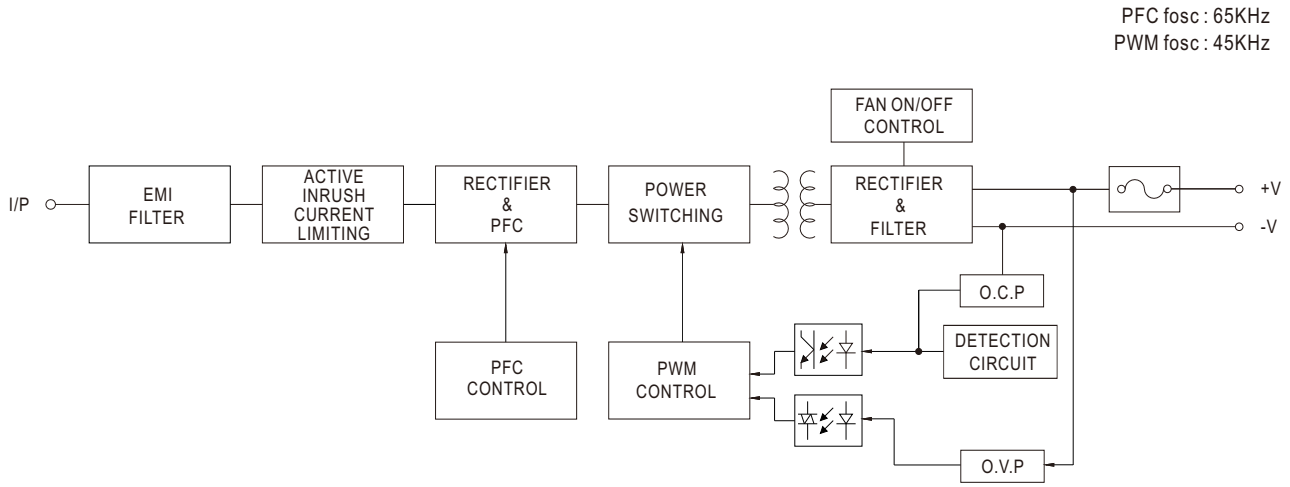 PFC fosc : 65KHz
PWM fosc : 45KHz
FAN ON/OFF
CONTROL
I/P
EMI
FILTER
ACTIVE
INRUSH
CURRENT
LIMITING
RECTIFIER
&
PFC
POWER
SWITCHING
RECTIFIER
&
FILTER
+V
-V
O.C.P
DETECTION
CIRCUIT
PFC
CONTROL
PWM
CONTROL
O.V.P